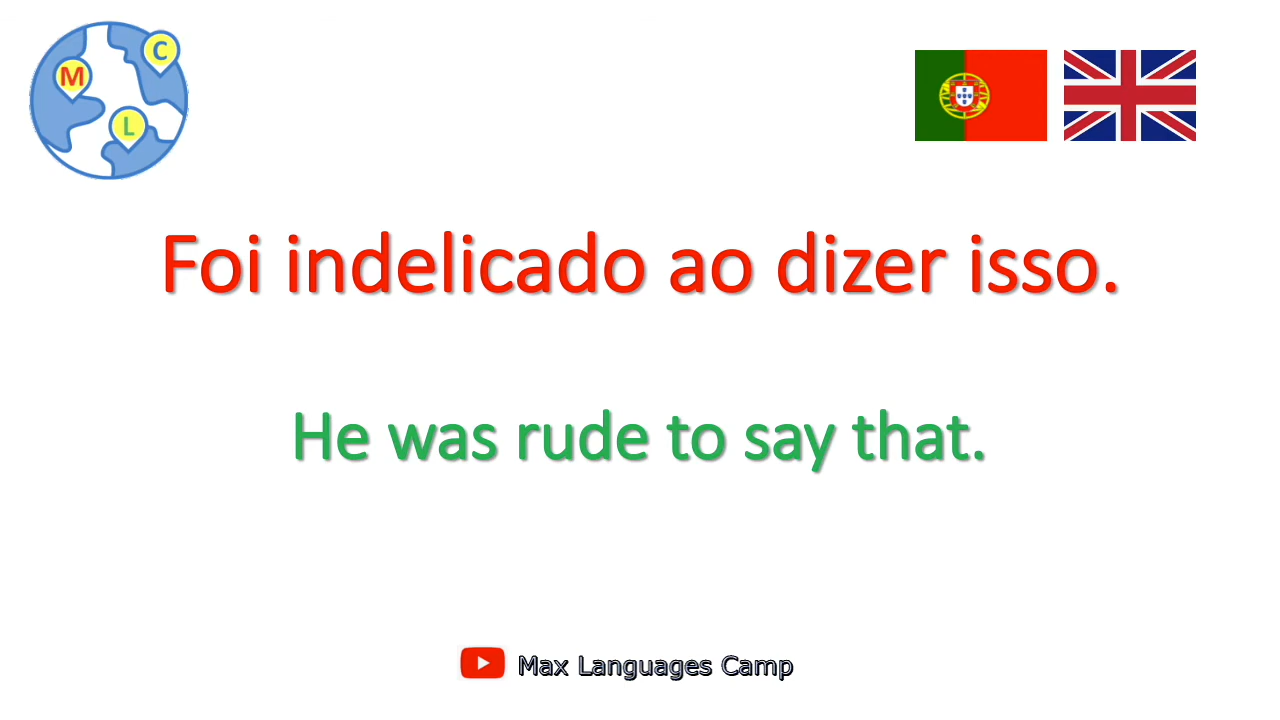 M
C
L
Foi indelicado ao dizer isso.
He was rude to say that.
Max Languages Camp